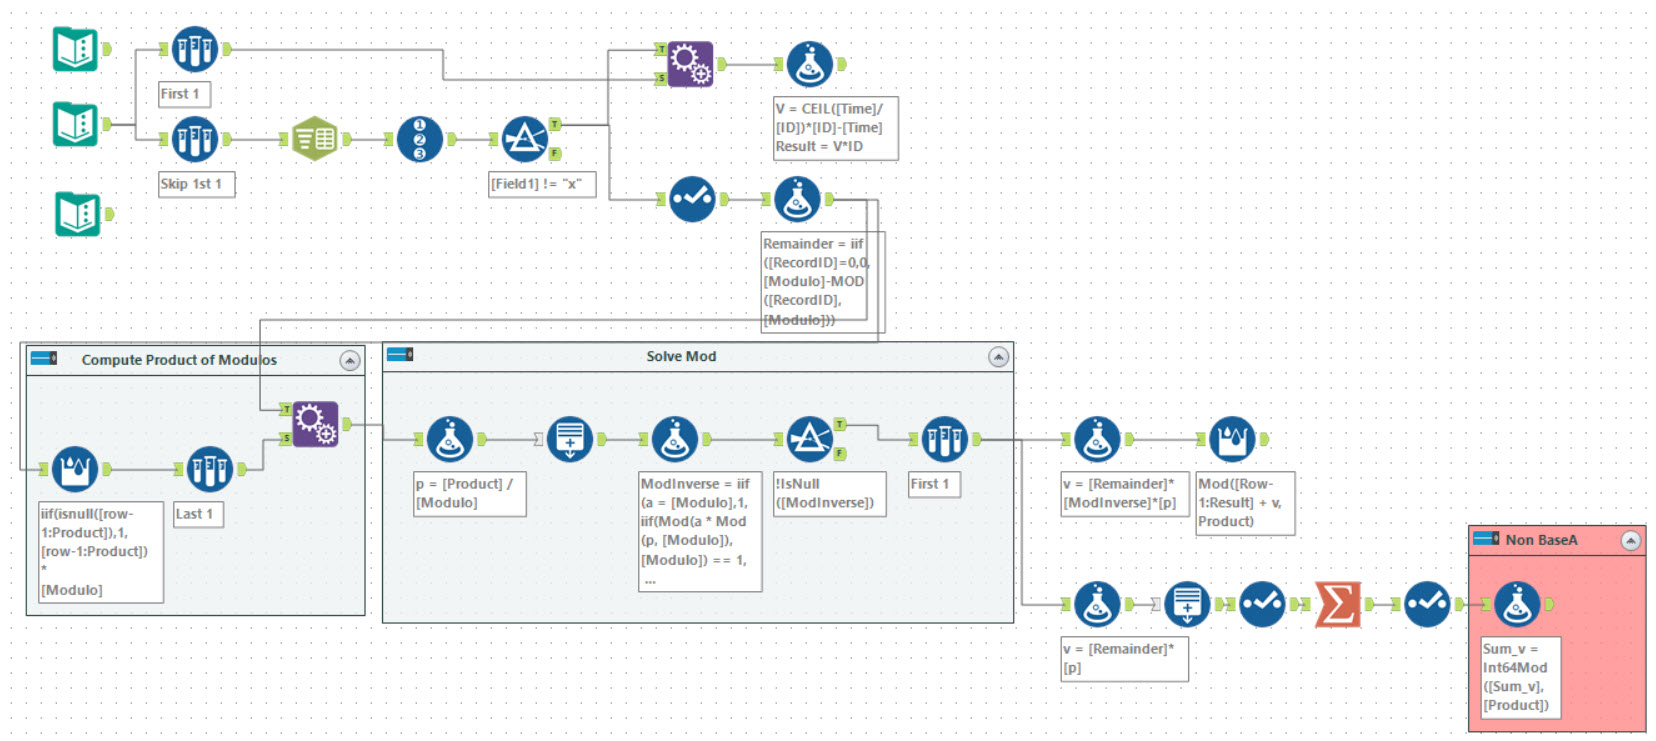 First 1
Skip 1st 1
1
2
3
T
F
[Field1] != "x"
T
S
V = CEIL([Time]/
[ID])*[ID]-[Time]
Result = V*ID
Remainder = iif
([RecordID]=0,0,
[Modulo]-MOD
([RecordID],
[Modulo]))
Compute Product of Modulos
T
S
iif(isnull([row-
1:Product]),1,
[row-1:Product])
*
[Modulo]
Last 1
Solve Mod
p = [Product] /
[Modulo]
ModInverse = iif
(a = [Modulo],1,
iif(Mod(a * Mod
(p, [Modulo]),
[Modulo]) == 1,
...
T
F
!IsNull
([ModInverse])
First 1
v = [Remainder]*
[ModInverse]*[p]
Mod([Row-
1:Result] + v,
Product)
v = [Remainder]*
[p]
Σ
Non BaseA
Sum_v =
Int64Mod
([Sum_v],
[Product])